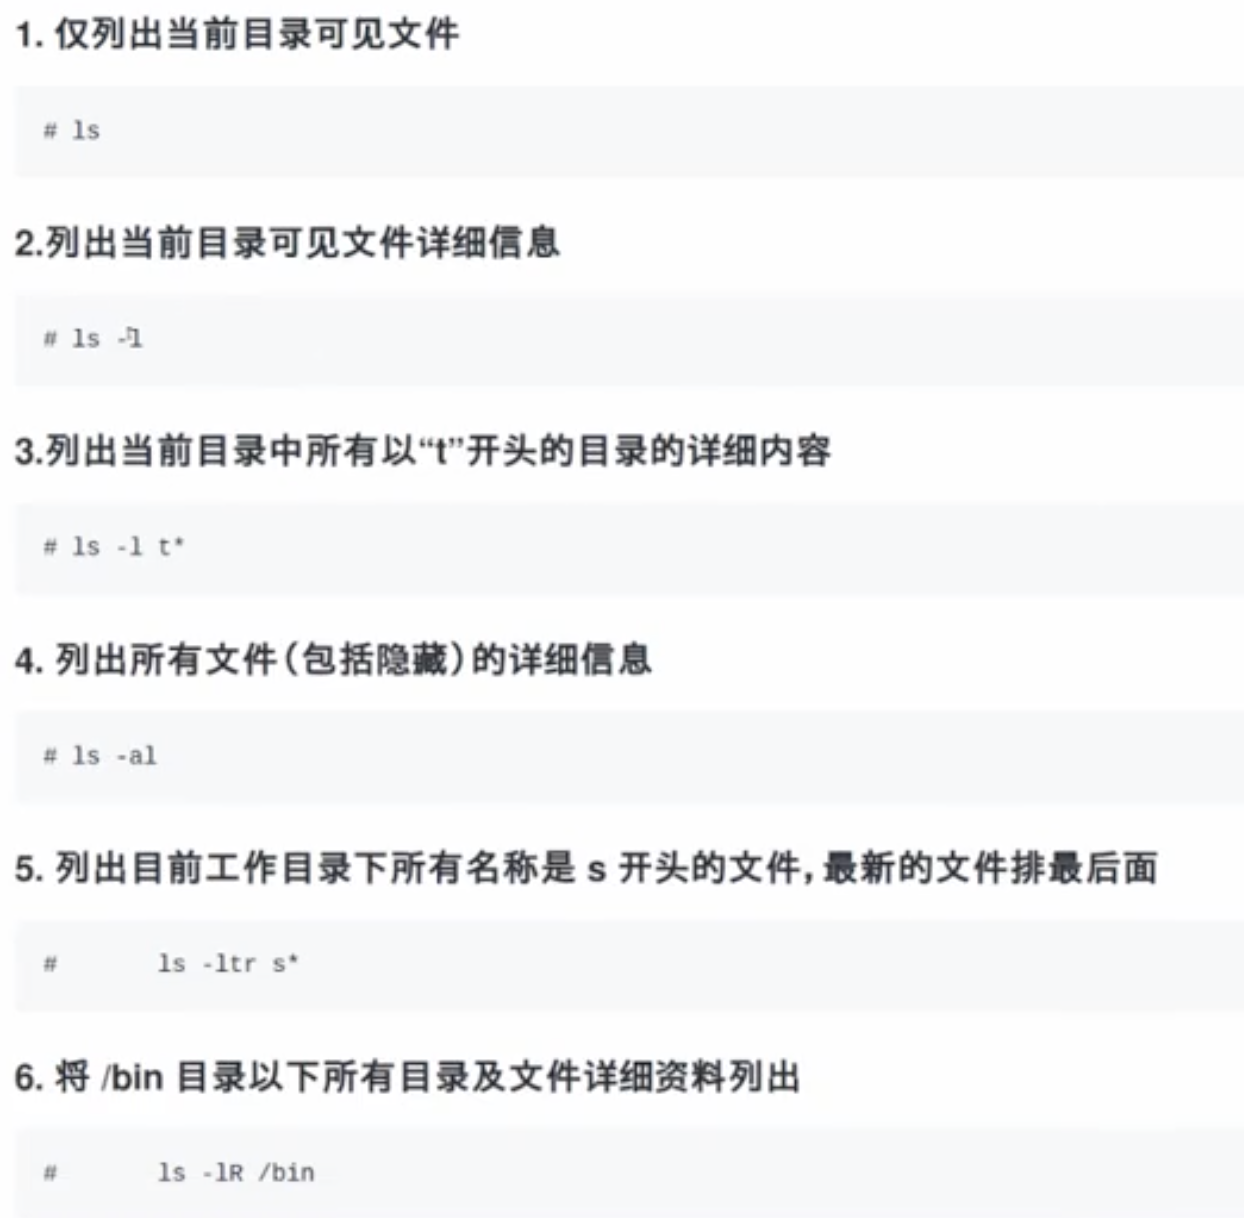 1. 仅列出当前目录可见文件
# ls
2.列出当前目录可见文件详细信息
# ls -l
3.列出当前目录中所有以“t”开头的目录的详细内容
# ls -l t*
4. 列出所有文件(包括隐藏)的详细信息
# ls -al
5. 列出目前工作目录下所有名称是 s 开头的文件, 最新的文件排最后面
#       ls -ltr s*
6. 将 /bin 目录以下所有目录及文件详细资料列出
#       ls -lR /bin